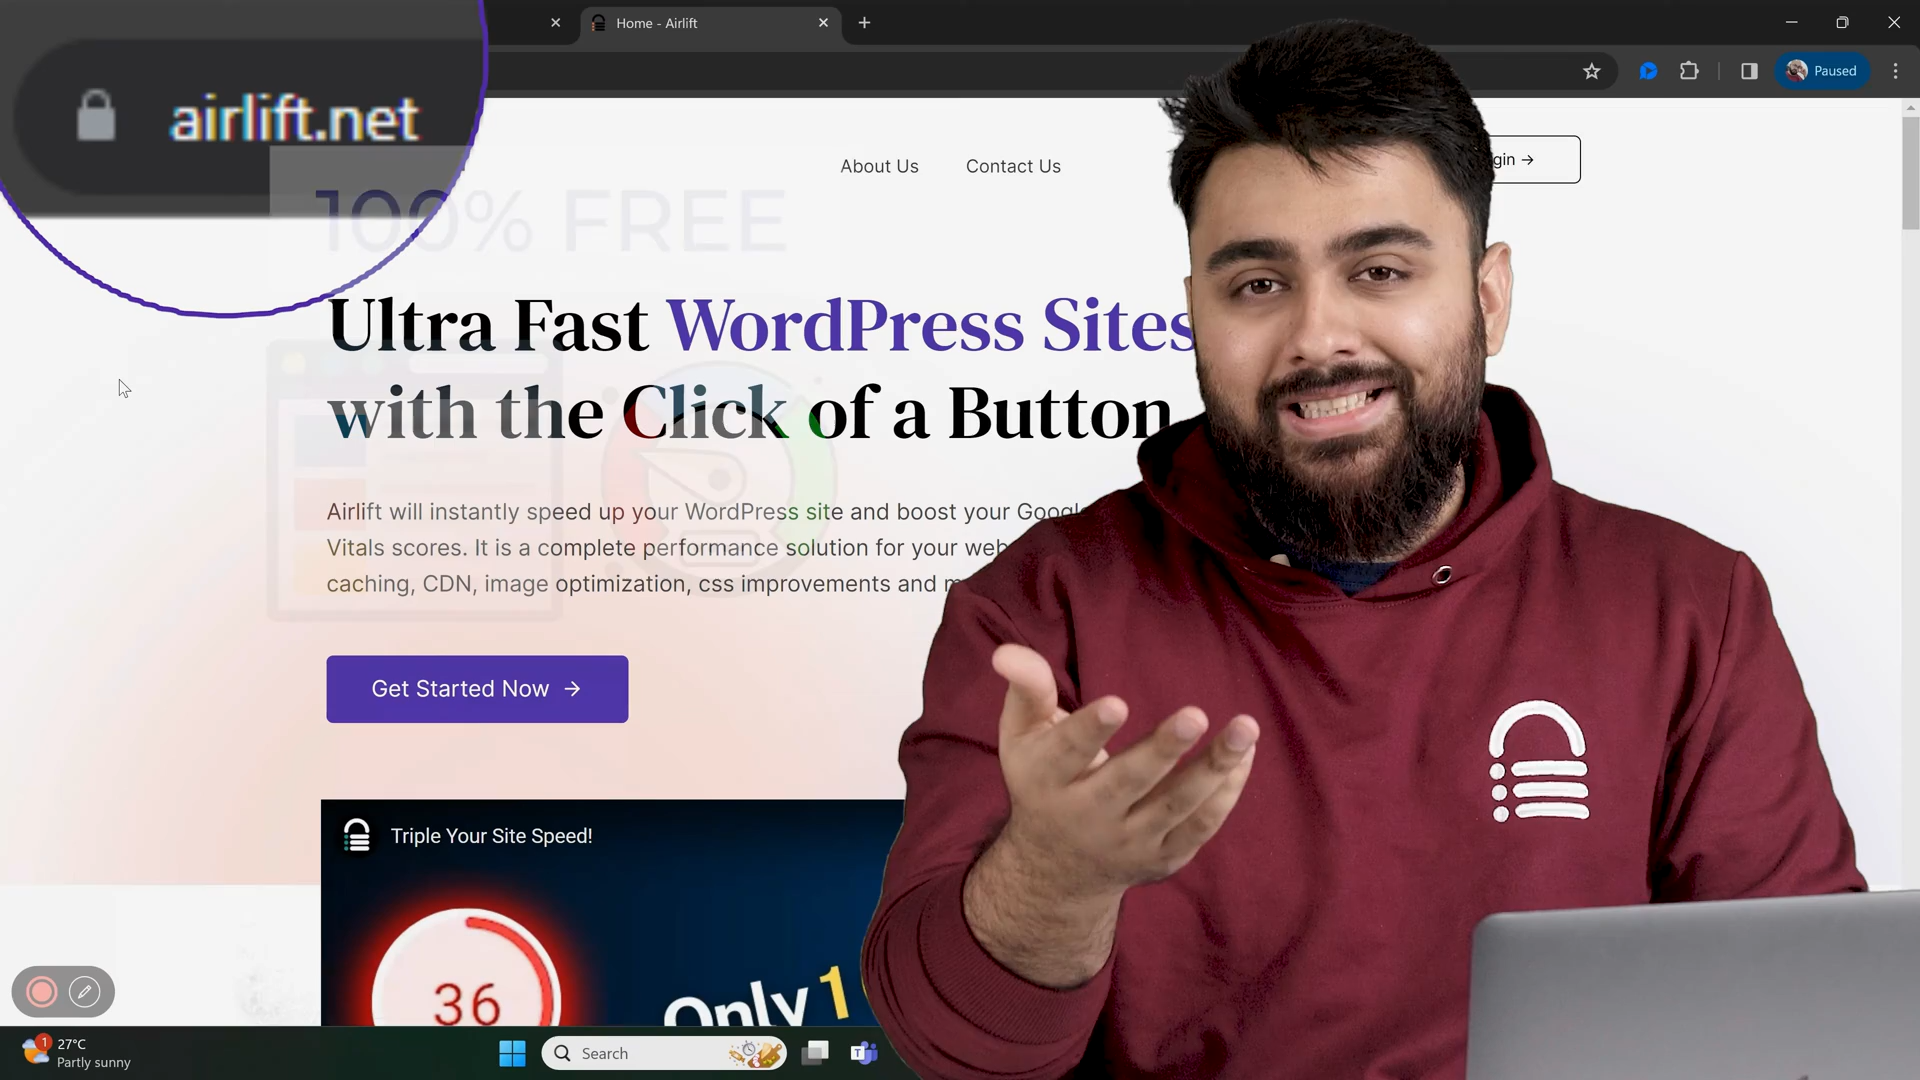 Home - Airlift
Paused
airlift.net
About Us
Contact Us
gin →
100% FREE
Ultra Fast WordPress Sites
with the Click of a Button
Airlift will instantly speed up your WordPress site and boost your Google
Vitals scores. It is a complete performance solution for your web
caching, CDN, image optimization, css improvements and m
Get Started Now →
Triple Your Site Speed!
36
Only 1
1
27°C
Partly sunny
Search